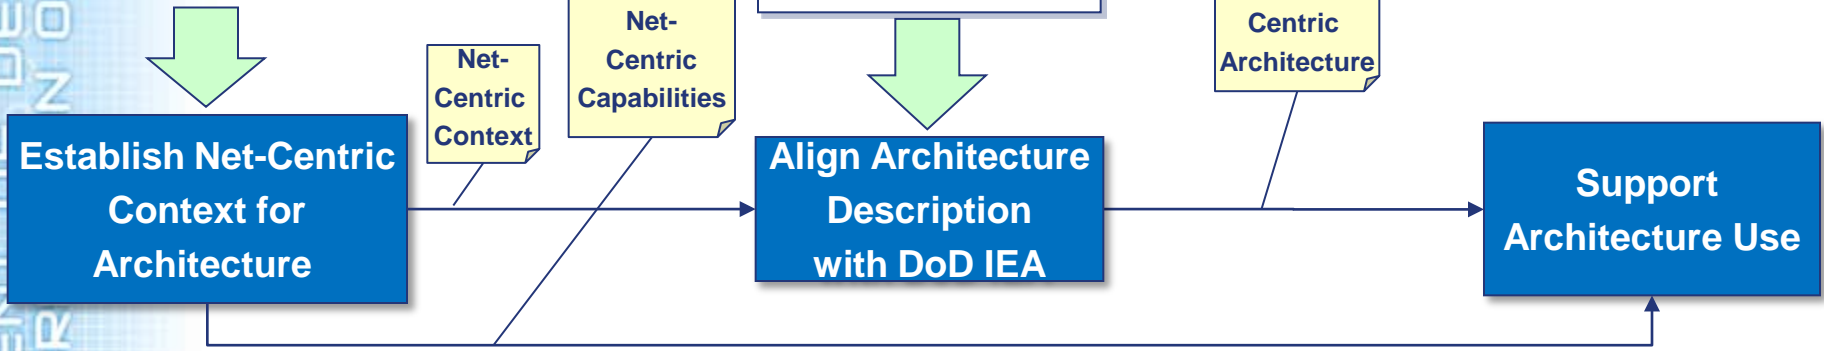 Net-
Centric
Context
Net-
Centric
Capabilities
Centric
Architecture
Establish Net-Centric
Context for
Architecture
Align Architecture
Description
with DoD IEA
Support
Architecture Use